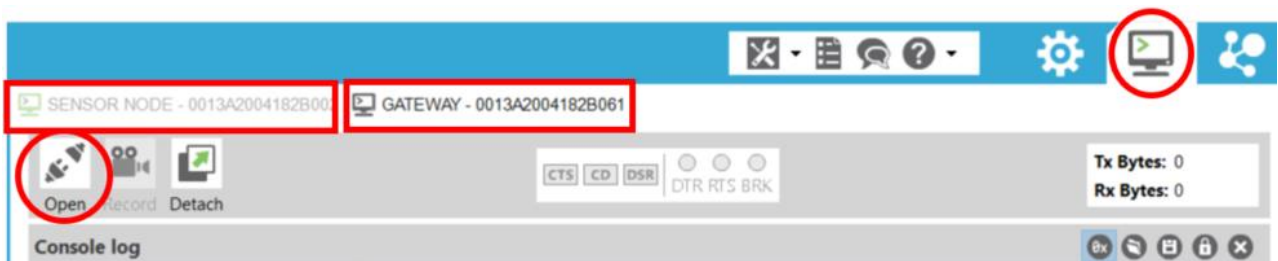 SENSOR NODE - 0013A2004182B00
GATEWAY - 0013A2004182B061
CTS CD DSR
DTR RTS BRK
Tx Bytes: 0
Rx Bytes: 0
Open Record Detach
Console log